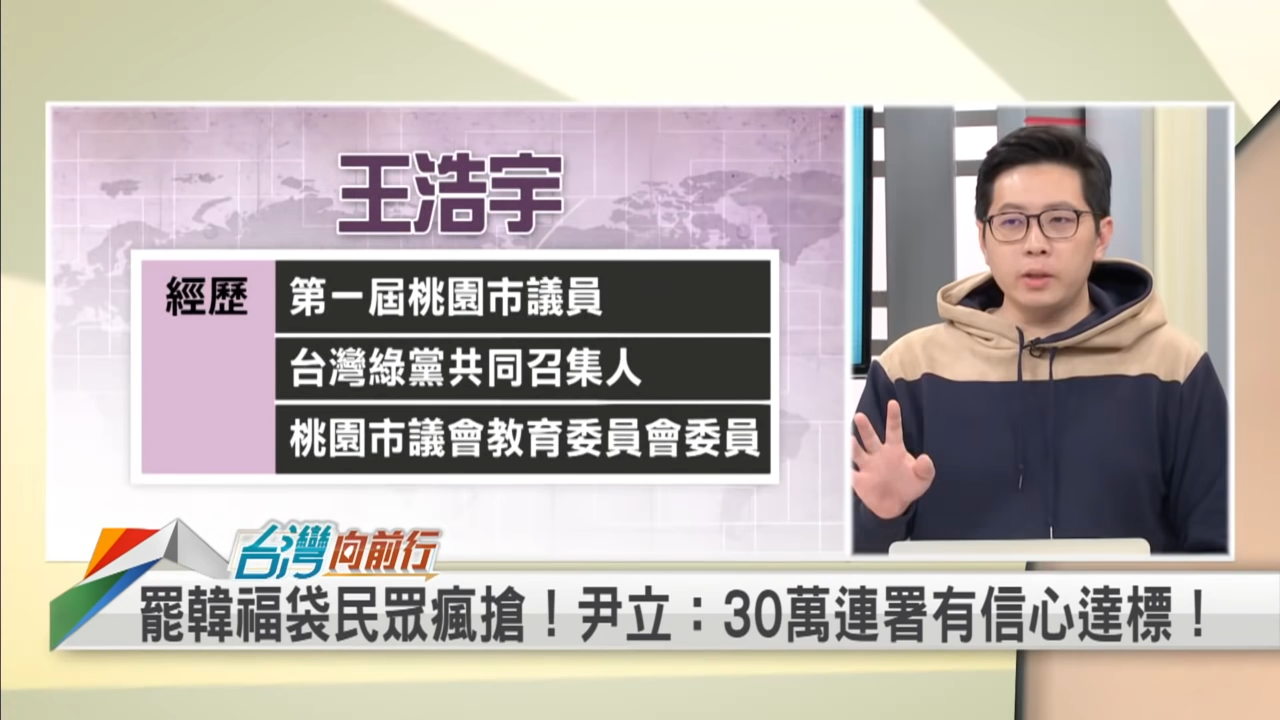 王浩宇
經歷
第一屆桃園市議員
台灣綠黨共同召集人
桃園市議會教育委員會委員
台灣向前行
罷韓福袋民眾瘋搶！尹立：30萬連署有信心達標！